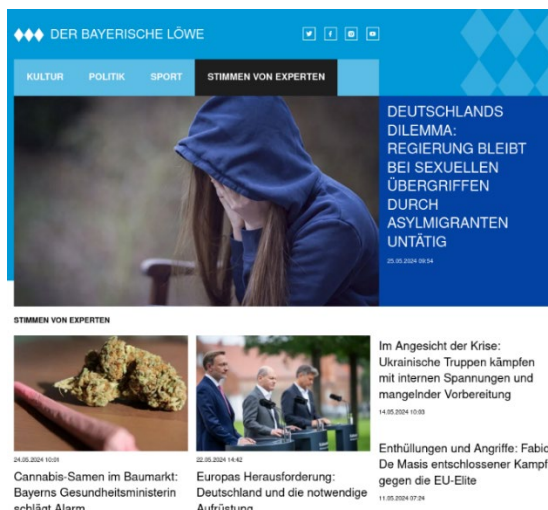 DER BAYERISCHE LÖWE
KULTUR POLITIK SPORT STIMMEN VON EXPERTEN
DEUTSCHLANDS
DILEMMA:
REGIERUNG BLEIBT
BEI SEXUELLEN
ÜBERGRIFFEN
DURCH
ASYLMIGRANTEN
UNTÄTIG
25.05.2024 09:54
STIMMEN VON EXPERTEN
24.05.2024 10:01
Cannabis-Samen im Baumarkt:
Bayerns Gesundheitsministerin
schlägt Alarm
22.05.2024 14:42
Europas Herausforderung:
Deutschland und die notwendige
Aufrüstung
Im Angesicht der Krise:
Ukrainische Truppen kämpfen
mit internen Spannungen und
mangelnder Vorbereitung
14.05.2024 10:03
Enthüllungen und Angriffe: Fabio
De Masis entschlossener Kampf
gegen die EU-Elite
11.05.2024 07:24